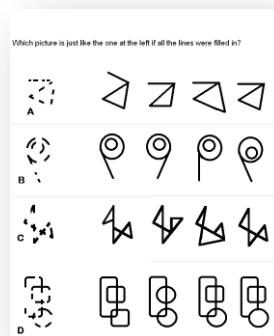 Which picture is just like the one at the left if all the lines were filled in?
A
B
C
D